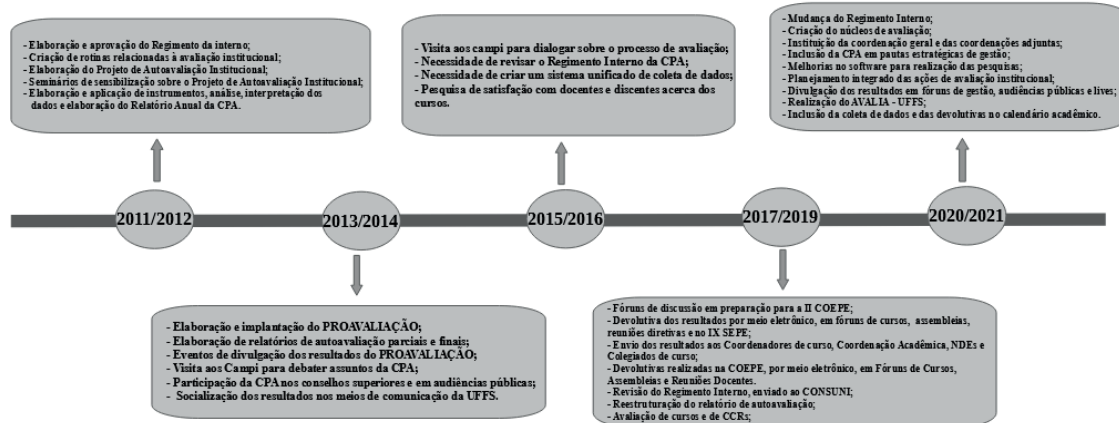 - Elaboração e aprovação do Regimento da interno;
- Criação de rotinas relacionadas à avaliação institucional;
- Elaboração do Projeto de Autoavaliação Institucional;
- Seminários de sensibilização sobre o Projeto de Autoavaliação Institucional;
- Elaboração e aplicação de instrumentos, análise, interpretação dos
dados e elaboração do Relatório Anual da CPA.
- Visita aos campi para dialogar sobre o processo de avaliação;
- Necessidade de revisar o Regimento Interno da CPA;
- Necessidade de criar um sistema unificado de coleta de dados;
- Pesquisa de satisfação com docentes e discentes acerca dos
cursos.
- Mudança do Regimento Interno;
- Criação do núcleos de avaliação;
- Instituição da coordenação geral e das coordenações adjuntas;
- Inclusão da CPA em pautas estratégicas de gestão;
- Melhorias no software para realização das pesquisas;
- Planejamento integrado das ações de avaliação institucional;
- Divulgação dos resultados em fóruns de gestão, audiências públicas e lives;
- Realização do AVALIA - UFFS;
- Inclusão da coleta de dados e das devolutivas no calendário acadêmico.
2011/2012
2013/2014
2015/2016
2017/2019
2020/2021
- Elaboração e implantação do PROAVALIAÇÃO;
- Elaboração de relatórios de autoavaliação parciais e finais;
- Eventos de divulgação dos resultados do PROAVALIAÇÃO;
- Visita aos Campi para debater assuntos da CPA;
- Participação da CPA nos conselhos superiores e em audiências públicas;
- Socialização dos resultados nos meios de comunicação da UFFS.
- Fóruns de discussão em preparação para a II COEPE;
- Devolutiva dos resultados por meio eletrônico, em fóruns de cursos, assembleias,
reuniões diretivas e no IX SEPE;
- Envio dos resultados aos Coordenadores de curso, Coordenação Acadêmica, NDEs e
Colegiados de curso;
- Devolutivas realizadas na COEPE, por meio eletrônico, em Fóruns de Cursos,
Assembleias e Reuniões Docentes.
- Revisão do Regimento Interno, enviado ao CONSUNI;
- Reestruturação do relatório de autoavaliação;
- Avaliação de cursos e de CCRs;